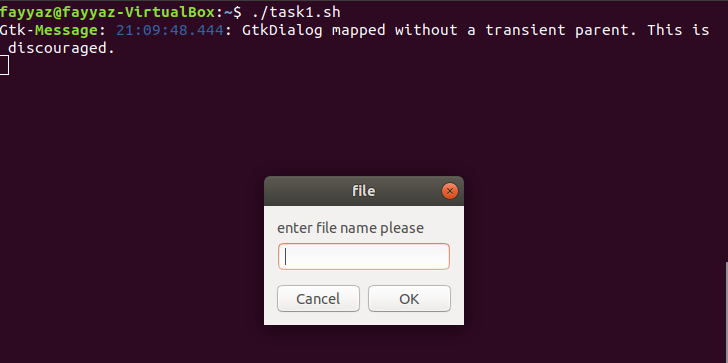 fayyaz@fayyaz-VirtualBox:~$ ./task1.sh
Gtk-Message: 21:09:48.444: GtkDialog mapped without a transient parent. This is
discouraged.
file
enter file name please
Cancel OK